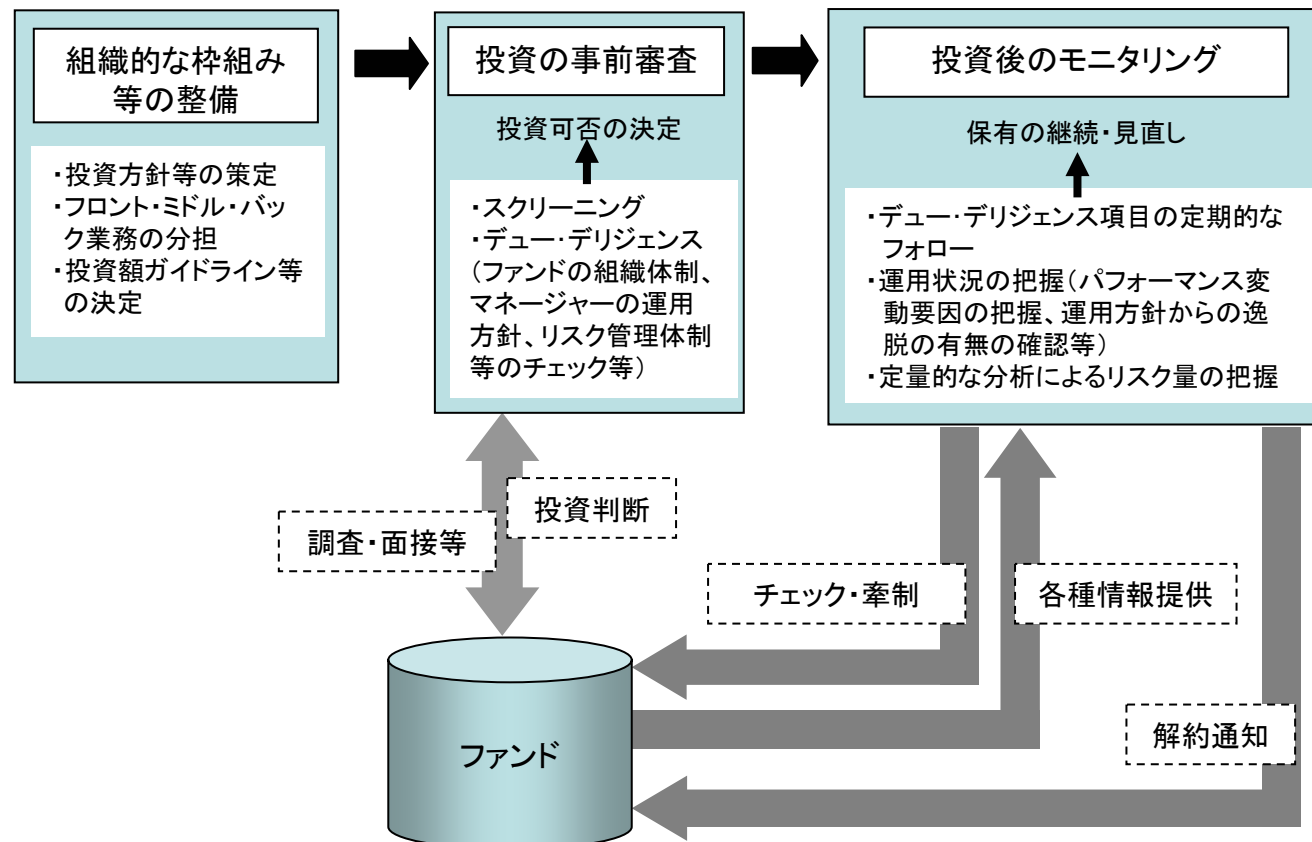 組織的な枠組み
等の整備
・投資方針等の策定
・フロント・ミドル・バッ
ク業務の分担
・投資額ガイドライン等
の決定
投資の事前審査
投資可否の決定
・スクリーニング
・デュー・デリジェンス
(ファンドの組織体制、
マネージャーの運用
方針、リスク管理体制
等のチェック等)
投資後のモニタリング
保有の継続・見直し
・デュー・デリジェンス項目の定期的な
フォロー
・運用状況の把握(パフォーマンス変
動要因の把握、運用方針からの逸
脱の有無の確認等)
・定量的な分析によるリスク量の把握
投資判断
調査・面接等
チェック・牽制
各種情報提供
解約通知
ファンド